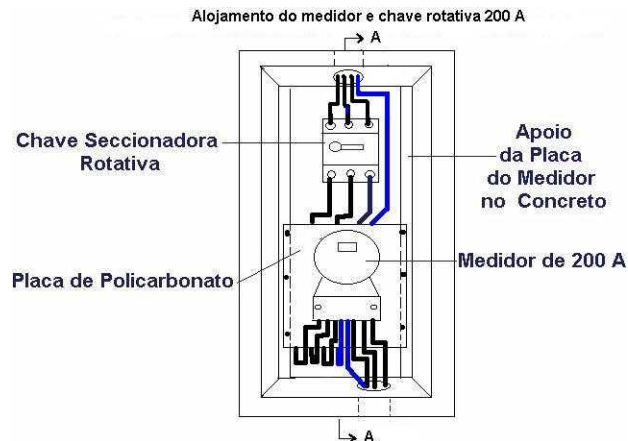 Alojamento do medidor e chave rotativa 200 A
A
Chave Seccionadora
Rotativa
Apoio
da Placa
do Medidor
no Concreto
Placa de Policarbonato
Medidor de 200 A
A